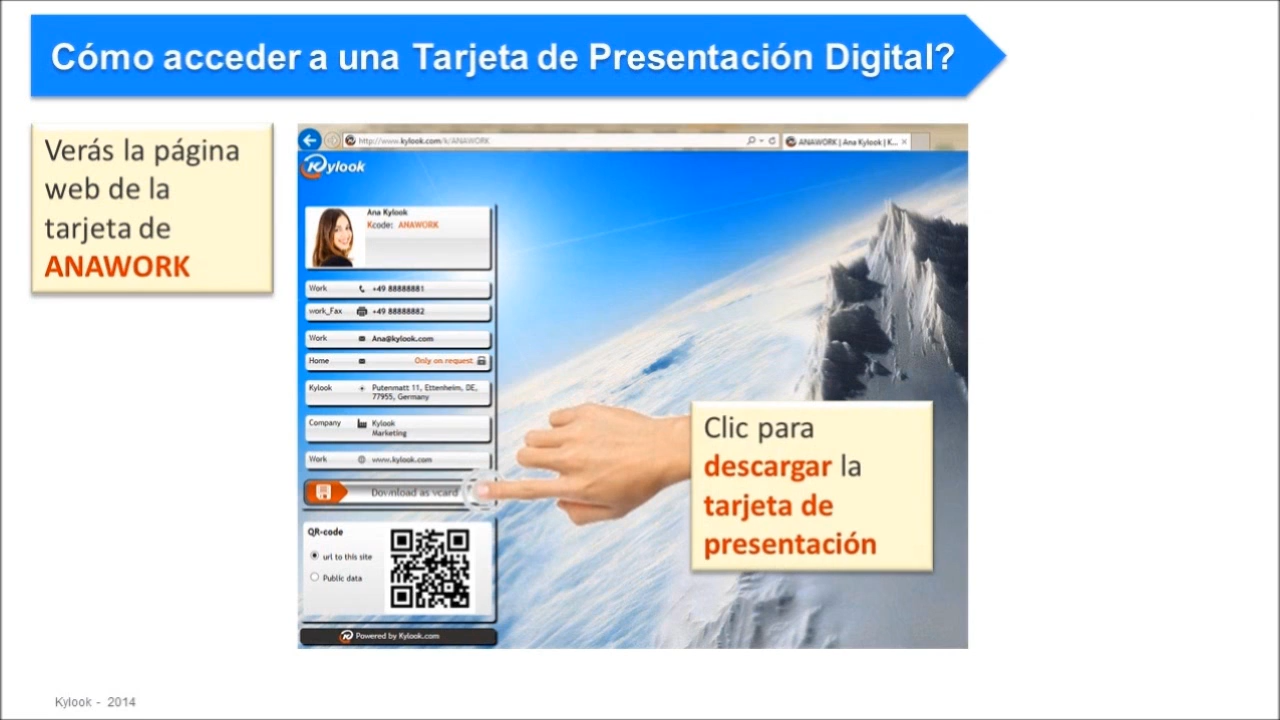 Cómo acceder a una Tarjeta de Presentación Digital?
Verás la página
web de la
tarjeta de
ANAWORK
http://www.kylook.com/k/ANAWORK
ANAWORK | Ana Kylook | K...
Kylook
Ana Kylook
Kcode: ANAWORK
Work +49 88888881
work_Fax +49 88888882
Work Ana@kylook.com
Home Only on request
Kylook Putenmatt 11, Ettenheim, DE,
77955, Germany
Company Kylook
Marketing
Work www.kylook.com
Download as vcard
QR-code
url to this site
Public data
Powered by Kylook.com
Clic para
descargar la
tarjeta de
presentación
Kylook - 2014